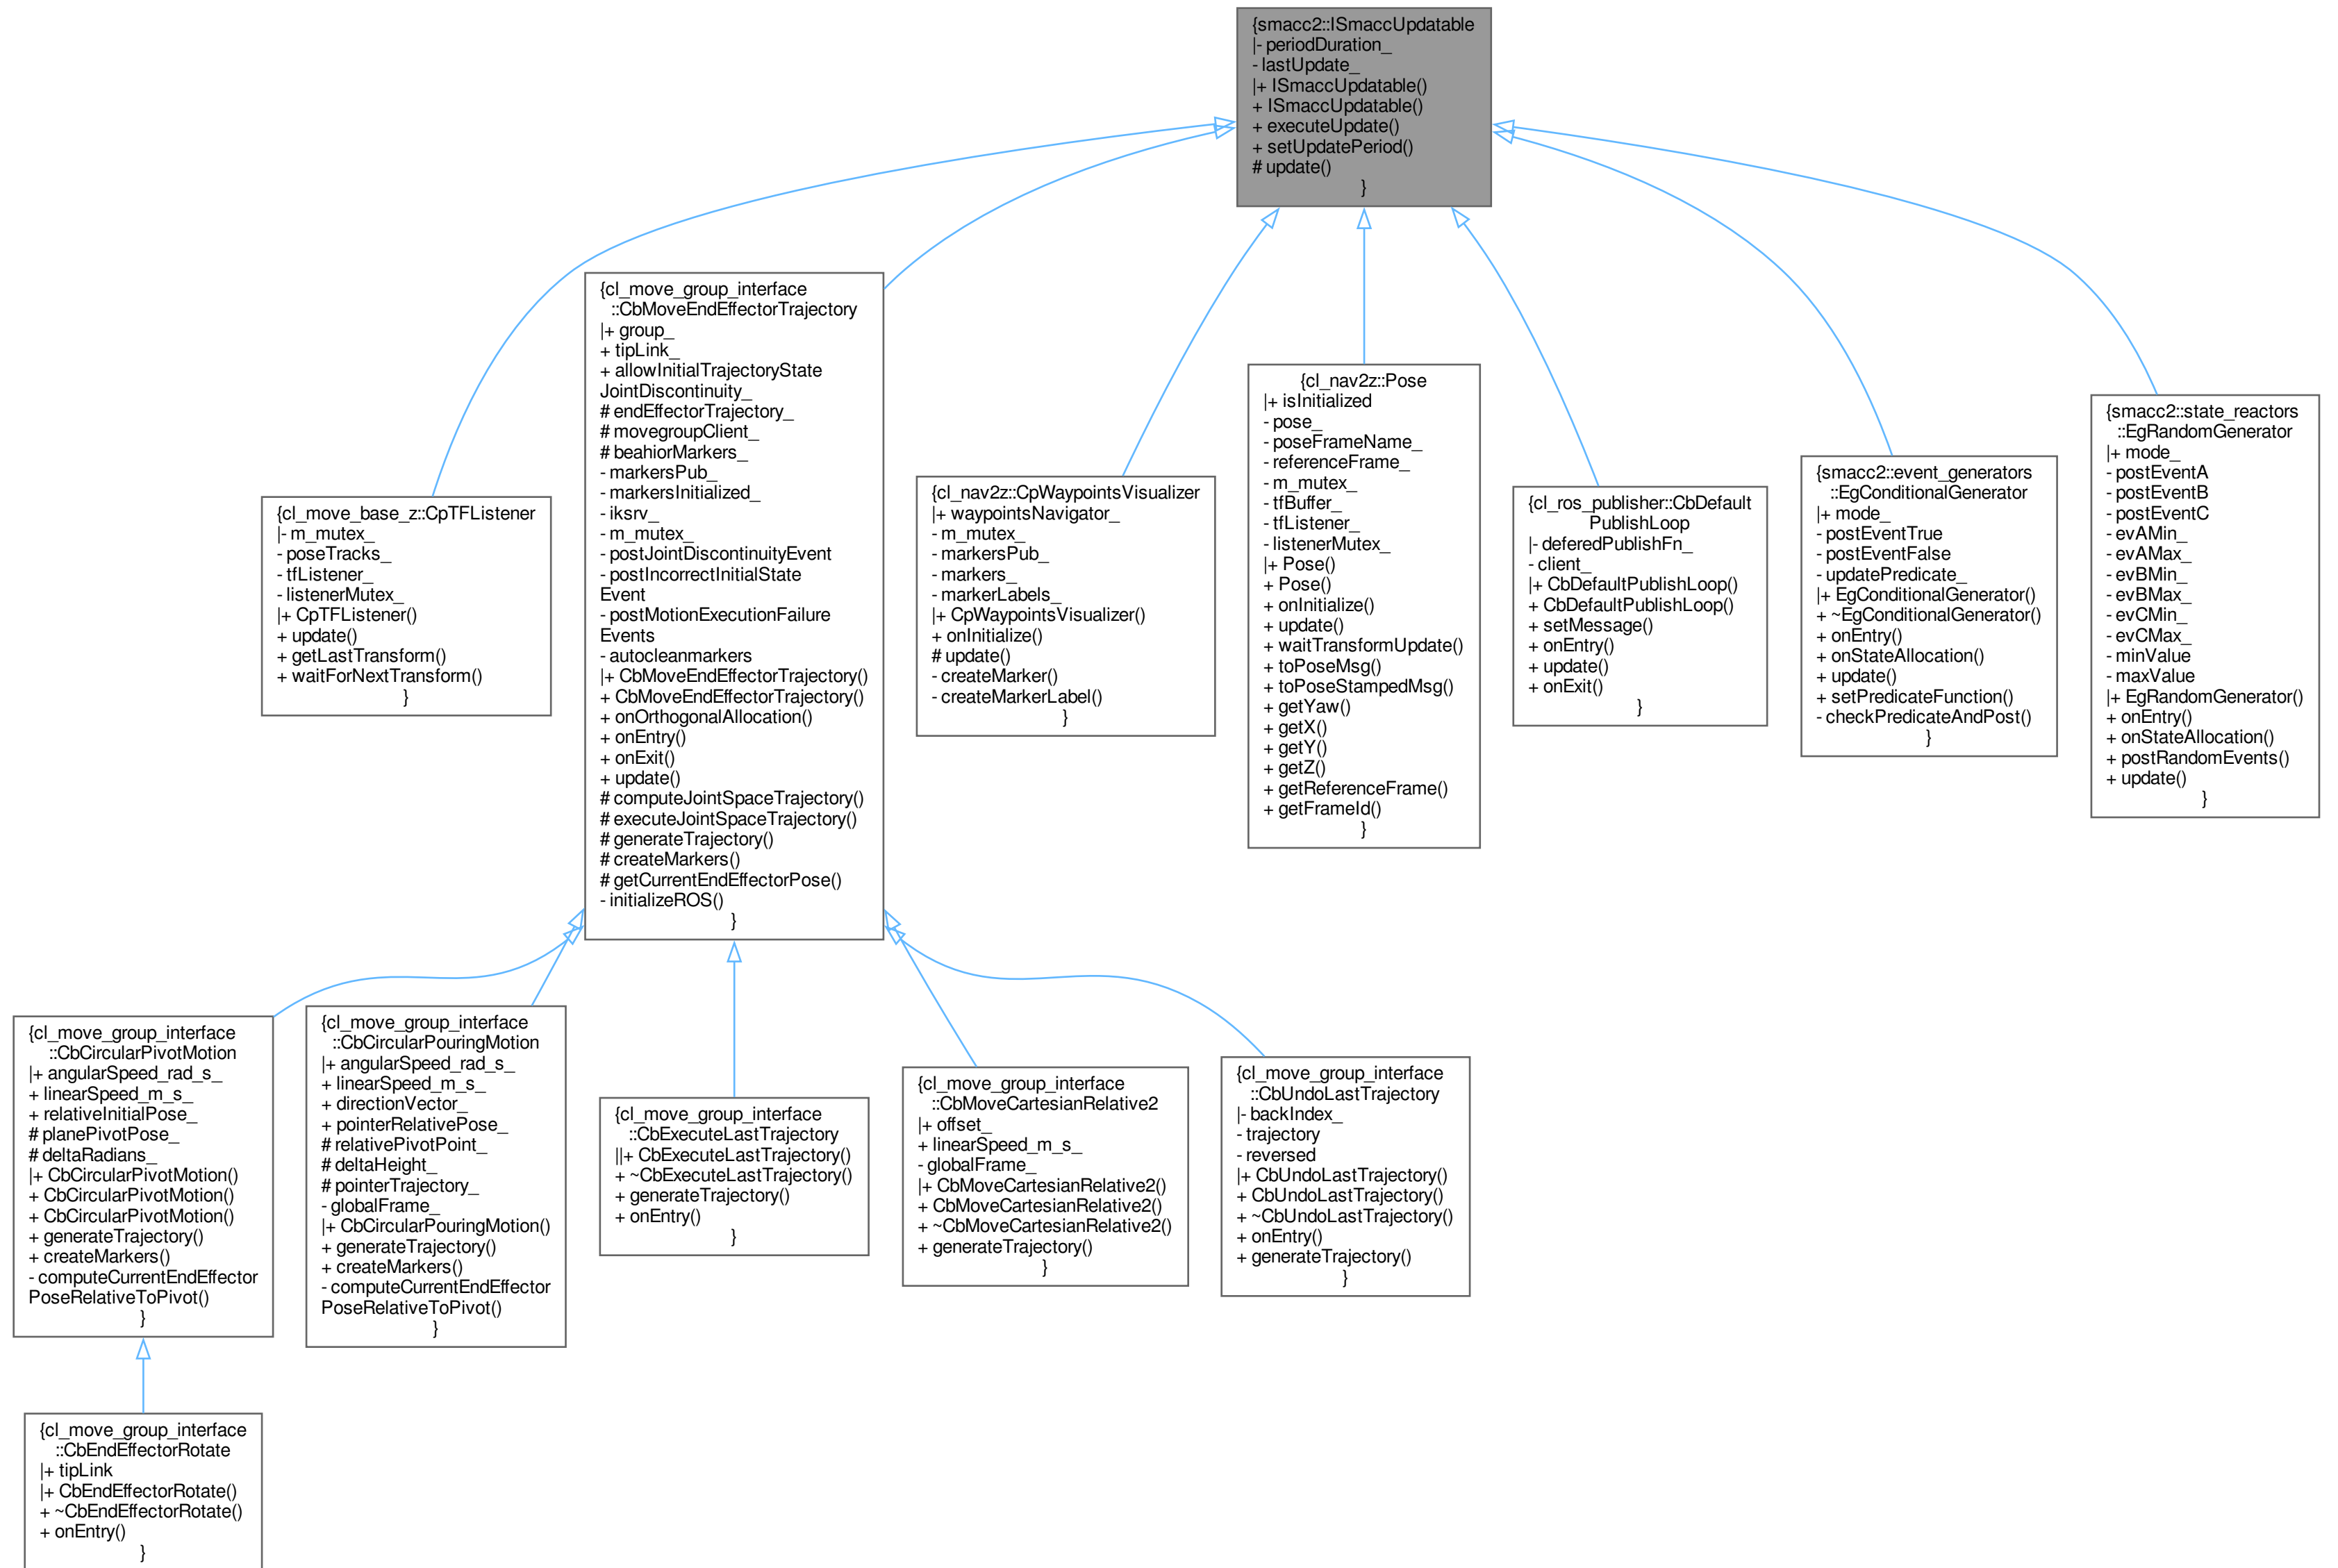 {smacc2::ISmaccUpdatable
|- periodDuration_
- lastUpdate_
|+ ISmaccUpdatable()
+ ISmaccUpdatable()
+ executeUpdate()
+ setUpdatePeriod()
# update()
}
{cl_move_base_z::CpTFListener
|- m_mutex_
- poseTracks_
- tfListener_
- listenerMutex_
|+ CpTFListener()
+ update()
+ getLastTransform()
+ waitForNextTransform()
}
{cl_move_group_interface
::CbMoveEndEffectorTrajectory
|+ group_
+ tipLink_
+ allowInitialTrajectoryState
JointDiscontinuity_
# endEffectorTrajectory_
# movegroupClient_
# beahiorMarkers_
- markersPub_
- markersInitialized_
- iksrv_
- m_mutex_
- postJointDiscontinuityEvent
- postIncorrectInitialState
Event
- postMotionExecutionFailure
Events
- autocleanmarkers
|+ CbMoveEndEffectorTrajectory()
+ CbMoveEndEffectorTrajectory()
+ onOrthogonalAllocation()
+ onEntry()
+ onExit()
+ update()
# computeJointSpaceTrajectory()
# executeJointSpaceTrajectory()
# generateTrajectory()
# createMarkers()
# getCurrentEndEffectorPose()
- initializeROS()
}
{cl_nav2z::CpWaypointsVisualizer
|+ waypointsNavigator_
- m_mutex_
- markersPub_
- markers_
- markerLabels_
|+ CpWaypointsVisualizer()
+ onInitialize()
# update()
- createMarker()
- createMarkerLabel()
}
{cl_nav2z::Pose
|+ isInitialized
- pose_
- poseFrameName_
- referenceFrame_
- m_mutex_
- tfBuffer_
- tfListener_
- listenerMutex_
|+ Pose()
+ Pose()
+ onInitialize()
+ update()
+ waitTransformUpdate()
+ toPoseMsg()
+ toPoseStampedMsg()
+ getYaw()
+ getX()
+ getY()
+ getZ()
+ getReferenceFrame()
+ getFrameId()
}
{cl_ros_publisher::CbDefault
PublishLoop
|- deferedPublishFn_
- client_
|+ CbDefaultPublishLoop()
+ CbDefaultPublishLoop()
+ setMessage()
+ onEntry()
+ update()
+ onExit()
}
{smacc2::event_generators
::EgConditionalGenerator
|+ mode_
- postEventTrue
- postEventFalse
- updatePredicate_
|+ EgConditionalGenerator()
+ ~EgConditionalGenerator()
+ onEntry()
+ onStateAllocation()
+ update()
+ setPredicateFunction()
- checkPredicateAndPost()
}
{smacc2::state_reactors
::EgRandomGenerator
|+ mode_
- postEventA
- postEventB
- postEventC
- evAMin_
- evAMax_
- evBMin_
- evBMax_
- evCMin_
- evCMax_
- minValue
- maxValue
|+ EgRandomGenerator()
+ onEntry()
+ onStateAllocation()
+ postRandomEvents()
+ update()
}
{cl_move_group_interface
::CbCircularPivotMotion
|+ angularSpeed_rad_s_
+ linearSpeed_m_s_
+ relativeInitialPose_
# planePivotPose_
# deltaRadians_
|+ CbCircularPivotMotion()
+ CbCircularPivotMotion()
+ CbCircularPivotMotion()
+ generateTrajectory()
+ createMarkers()
- computeCurrentEndEffector
PoseRelativeToPivot()
}
{cl_move_group_interface
::CbCircularPouringMotion
|+ angularSpeed_rad_s_
+ linearSpeed_m_s_
+ directionVector_
+ pointerRelativePose_
# relativePivotPoint_
# deltaHeight_
# pointerTrajectory_
- globalFrame_
|+ CbCircularPouringMotion()
+ generateTrajectory()
+ createMarkers()
- computeCurrentEndEffector
PoseRelativeToPivot()
}
{cl_move_group_interface
::CbExecuteLastTrajectory
||+ CbExecuteLastTrajectory()
+ ~CbExecuteLastTrajectory()
+ generateTrajectory()
+ onEntry()
}
{cl_move_group_interface
::CbMoveCartesianRelative2
|+ offset_
+ linearSpeed_m_s_
- globalFrame_
|+ CbMoveCartesianRelative2()
+ CbMoveCartesianRelative2()
+ ~CbMoveCartesianRelative2()
+ generateTrajectory()
}
{cl_move_group_interface
::CbUndoLastTrajectory
|- backIndex_
- trajectory
- reversed
|+ CbUndoLastTrajectory()
+ CbUndoLastTrajectory()
+ ~CbUndoLastTrajectory()
+ onEntry()
+ generateTrajectory()
}
{cl_move_group_interface
::CbEndEffectorRotate
|+ tipLink
|+ CbEndEffectorRotate()
+ ~CbEndEffectorRotate()
+ onEntry()
}